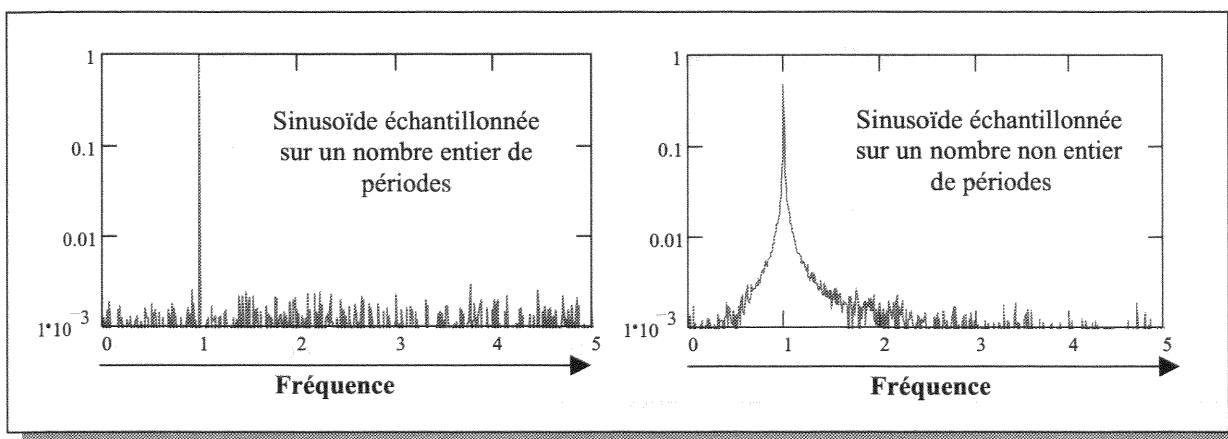 1
0.1
0.01
1•10⁻³
Sinusoïde échantillonnée
sur un nombre entier de
périodes
0 1 2 3 4 5
Fréquence
1
0.1
0.01
1•10⁻³
Sinusoïde échantillonnée
sur un nombre non entier
de périodes
0 1 2 3 4 5
Fréquence